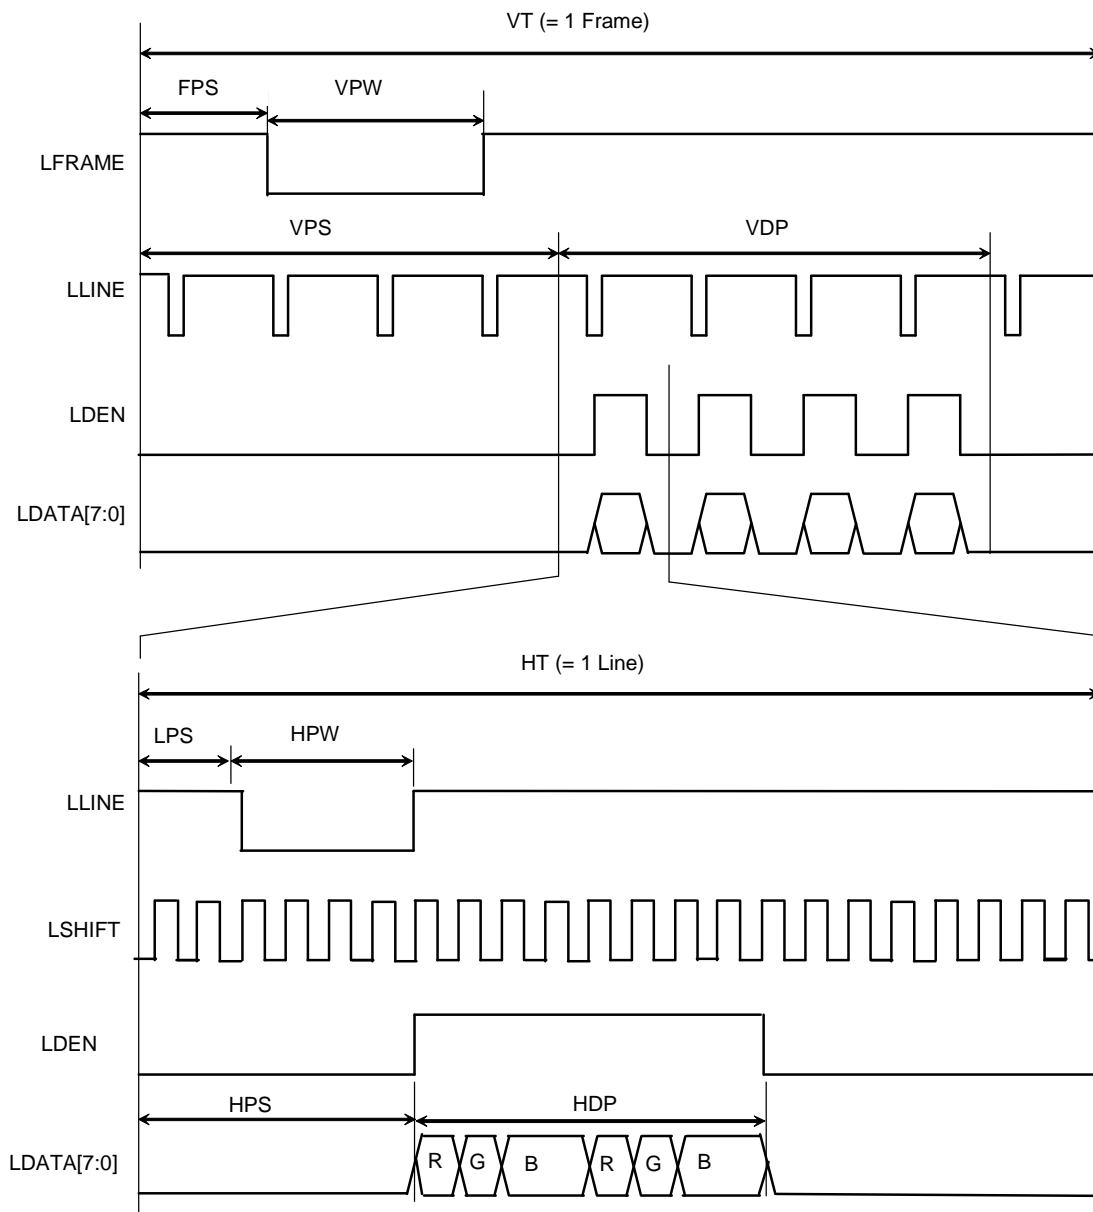 VT (= 1 Frame)
FPS
VPW
LFRAME
VPS
VDP
LLINE
LDEN
LDATA[7:0]
HT (= 1 Line)
LPS
HPW
LLINE
LSHIFT
LDEN
HPS
HDP
LDATA[7:0]
R G B R G B